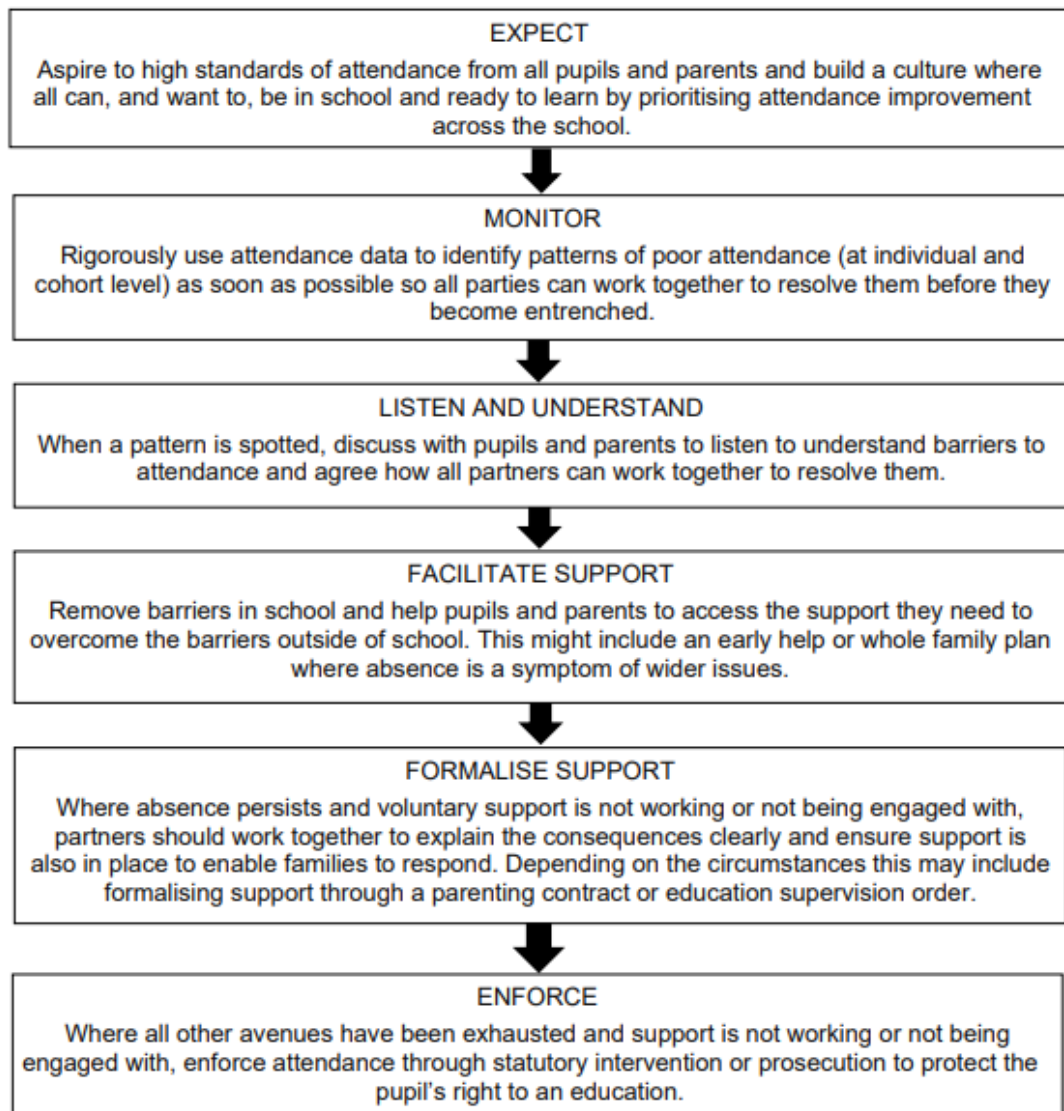 EXPECT
Aspire to high standards of attendance from all pupils and parents and build a culture where
all can, and want to, be in school and ready to learn by prioritising attendance improvement
across the school.
MONITOR
Rigorously use attendance data to identify patterns of poor attendance (at individual and
cohort level) as soon as possible so all parties can work together to resolve them before they
become entrenched.
LISTEN AND UNDERSTAND
When a pattern is spotted, discuss with pupils and parents to listen to understand barriers to
attendance and agree how all partners can work together to resolve them.
FACILITATE SUPPORT
Remove barriers in school and help pupils and parents to access the support they need to
overcome the barriers outside of school. This might include an early help or whole family plan
where absence is a symptom of wider issues.
FORMALISE SUPPORT
Where absence persists and voluntary support is not working or not being engaged with,
partners should work together to explain the consequences clearly and ensure support is
also in place to enable families to respond. Depending on the circumstances this may include
formalising support through a parenting contract or education supervision order.
ENFORCE
Where all other avenues have been exhausted and support is not working or not being
engaged with, enforce attendance through statutory intervention or prosecution to protect the
pupil's right to an education.